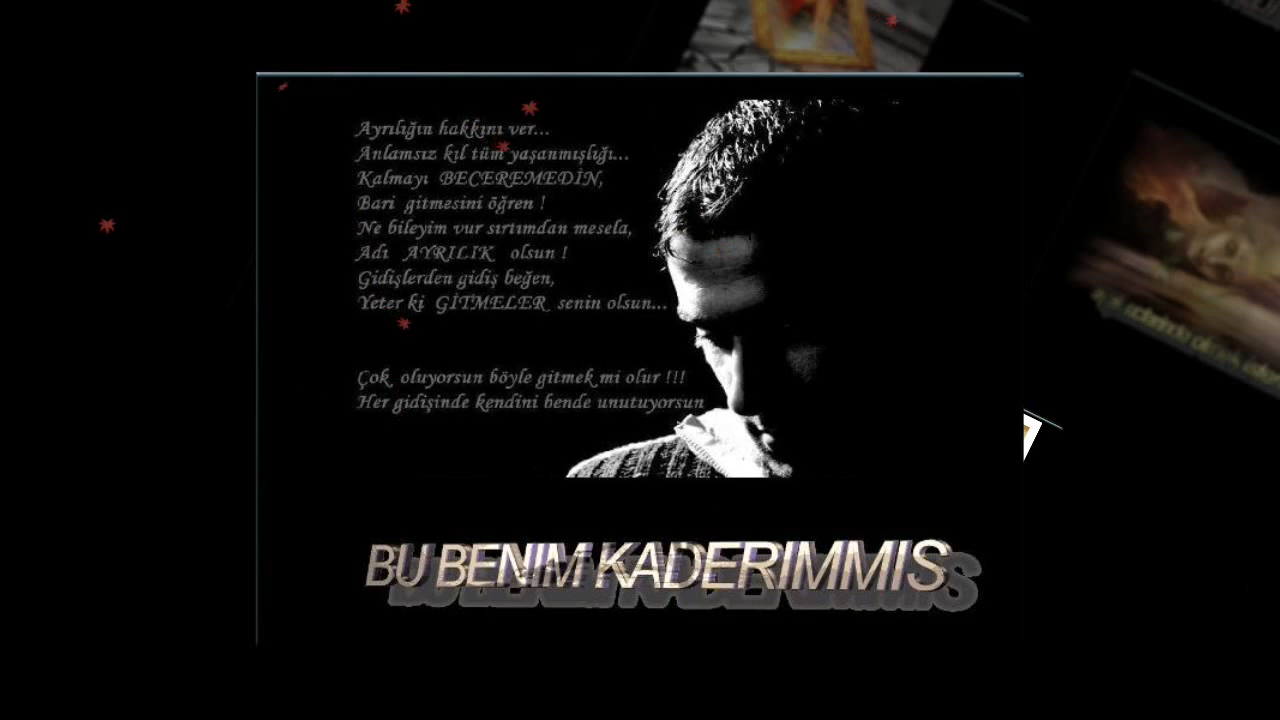 Ayrılığın hakkını ver...
Anlamsız kıl tüm yaşanmışlığı...
Kalmayı BECEREMEDİN,
Bari gitmesini öğren !
Ne bileyim vur sırtımdan mesela,
Adı AYRILIK olsun !
Gidişlerden gidiş beğen,
Yeter ki GİTMELER senin olsun...
Çok oluyorsun böyle gitmek mi olur !!!
Her gidişinde kendini bende unutuyorsun
BU BENIM KADERIMMIS